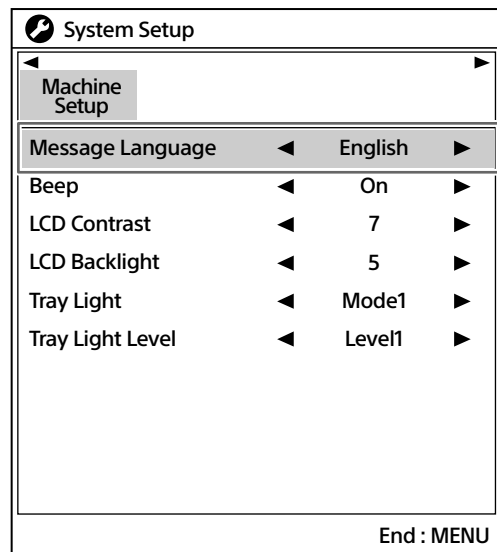 System Setup
Machine
Setup
Message Language ◀ English ▶
Beep ◀ On ▶
LCD Contrast ◀ 7 ▶
LCD Backlight ◀ 5 ▶
Tray Light ◀ Mode1 ▶
Tray Light Level ◀ Level1 ▶
End : MENU